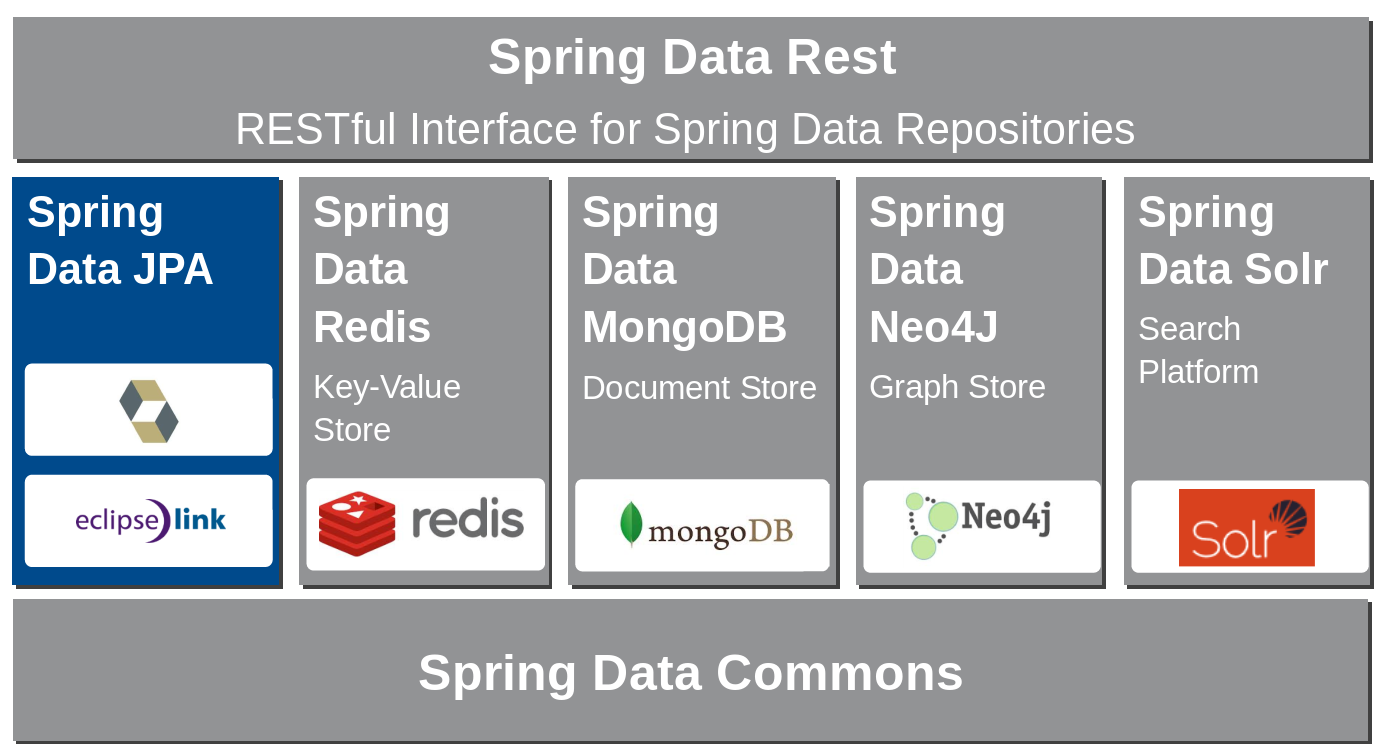 Spring Data Rest
RESTful Interface for Spring Data Repositories
Spring
Data JPA
eclipse link
Spring
Data
Redis
Key-Value
Store
redis
Spring
Data
MongoDB
Document Store
mongoDB
Spring
Data
Neo4J
Graph Store
Neo4j
Spring
Data Solr
Search
Platform
Solr
Spring Data Commons